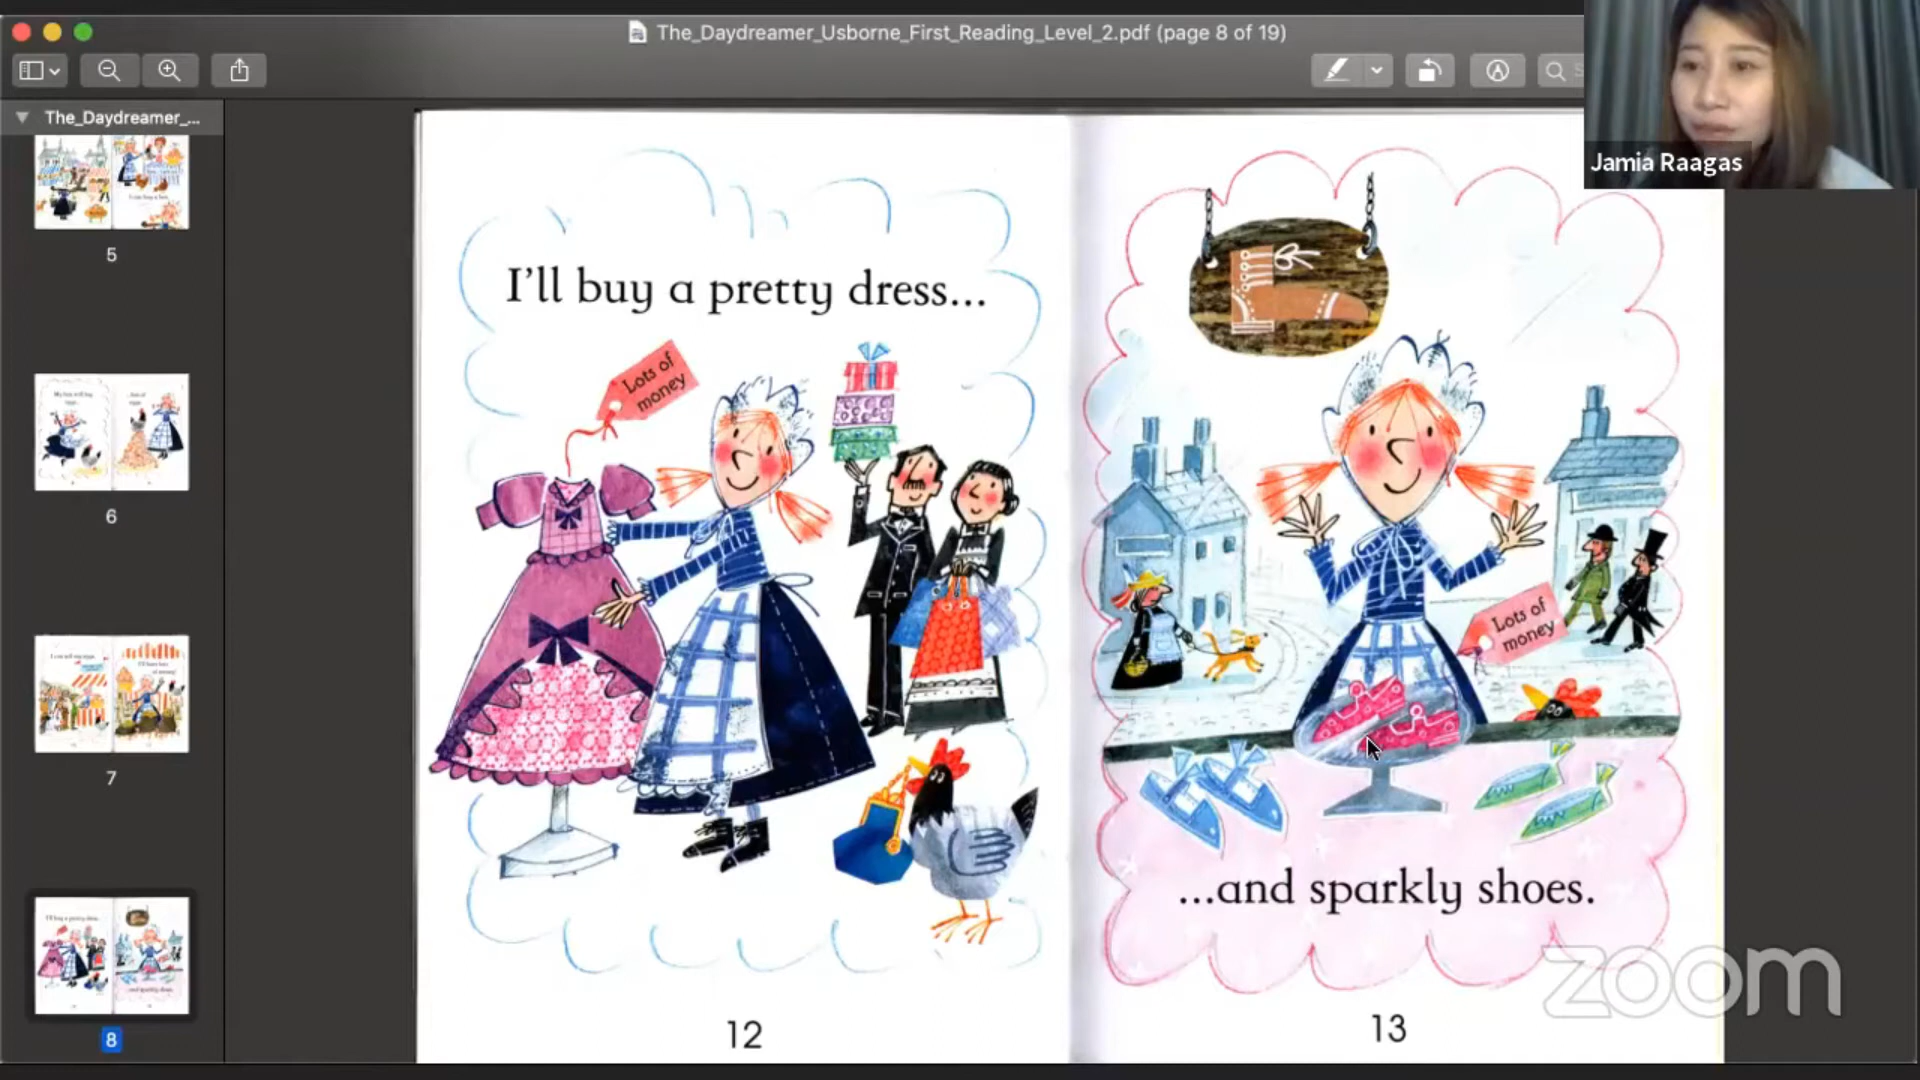 The_Daydreamer_Usborne_First_Reading_Level_2.pdf (page 8 of 19)
The_Daydreamer_...
5
6
7
8
I'll buy a pretty dress...
Lots of
money
12
Lots of
money
...and sparkly shoes.
13
Jamia Raagas
zoom